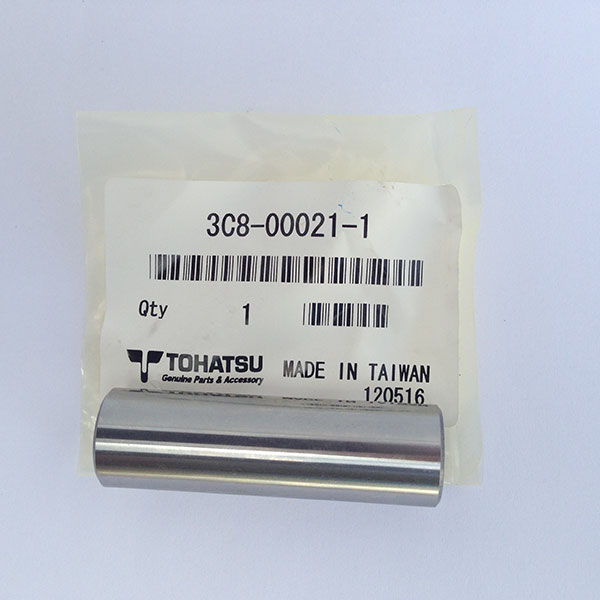 3C8-00021-1
Qty 1
TOHATSU
Genuine Parts & Accessory
MADE IN TAIWAN
120516